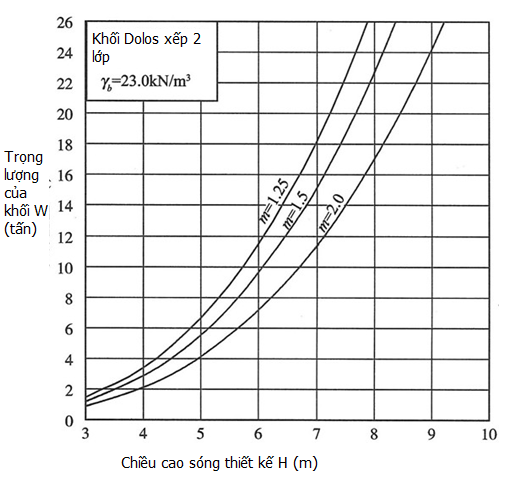 26
24
22
20
18
16
14
12
10
8
6
4
2
0
Khối Dolos xếp 2
lớp
γb=23.0kN/m³
Trọng
lượng
của
khối W
(tấn)
m=1.25
m=1.5
m=2.0
3 4 5 6 7 8 9 10
Chiều cao sóng thiết kế H (m)